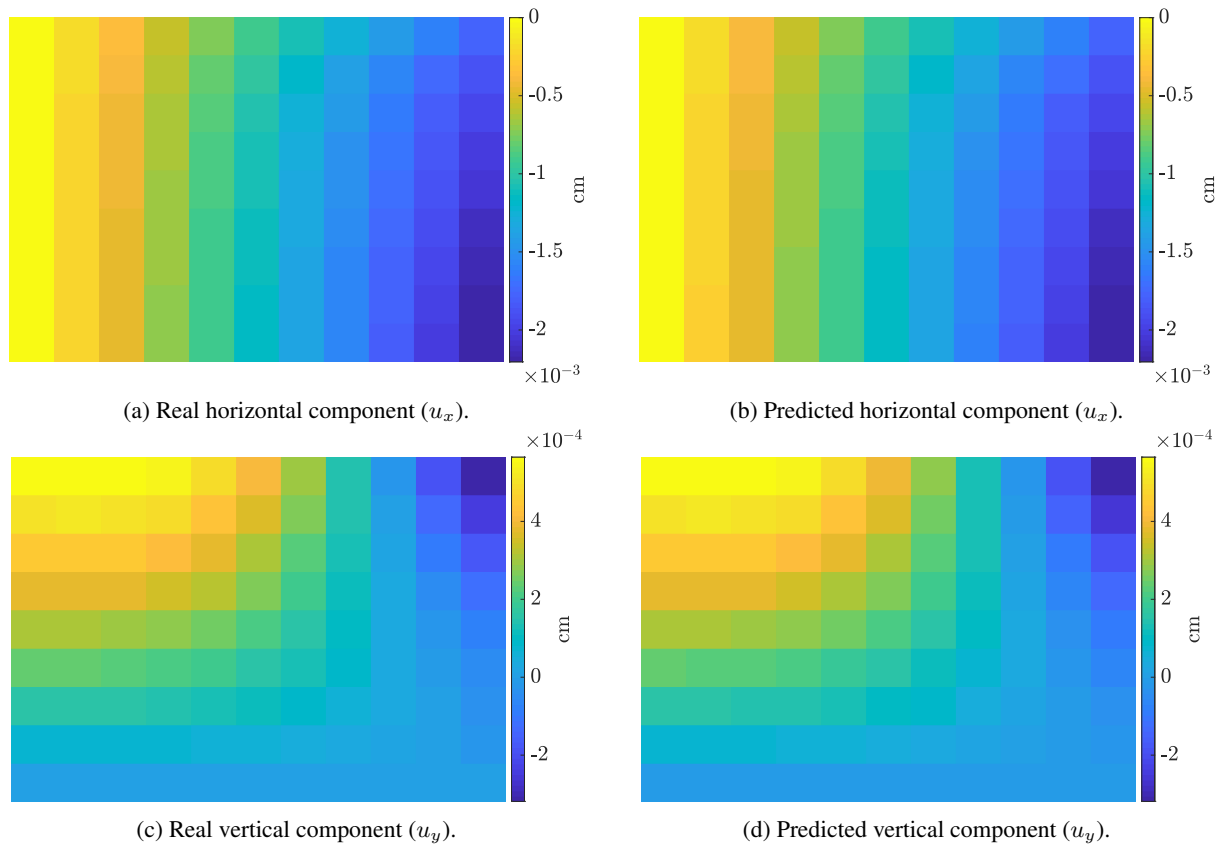 0
-0.5
-1
-1.5
-2
cm
×10⁻³
(a) Real horizontal component (uₓ).
0
-0.5
-1
-1.5
-2
cm
×10⁻³
(b) Predicted horizontal component (uₓ).
×10⁻⁴
4
2
0
-2
cm
(c) Real vertical component (u_y).
×10⁻⁴
4
2
0
-2
cm
(d) Predicted vertical component (u_y).